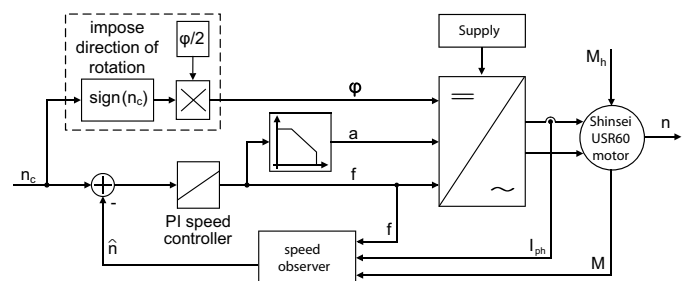 impose
direction of
rotation
φ/2
Supply
sign(n_c)
φ
M_h
Shinsei
USR60
motor
n
a
n_c
f
-
PI speed
controller
n̂
f
speed
observer
I_ph
M